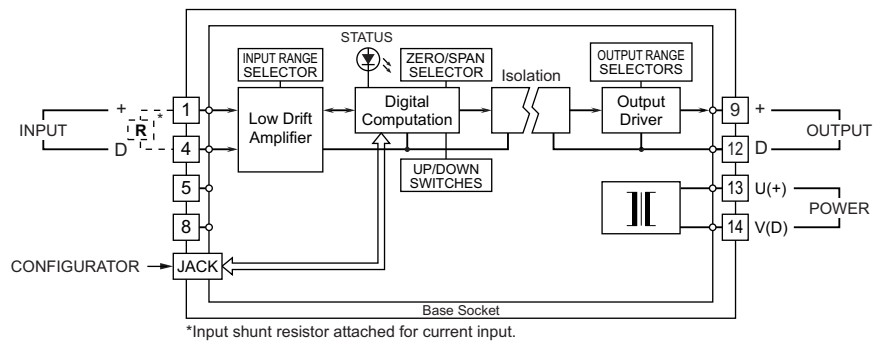 STATUS
INPUT RANGE
SELECTOR
ZERO/SPAN
SELECTOR
Isolation
OUTPUT RANGE
SELECTORS
INPUT
+
R
*
D
1
4
5
8
Low Drift
Amplifier
Digital
Computation
UP/DOWN
SWITCHES
Output
Driver
9
+
12
D
OUTPUT
13
U(+)
14
V(D)
POWER
CONFIGURATOR
JACK
Base Socket
*Input shunt resistor attached for current input.